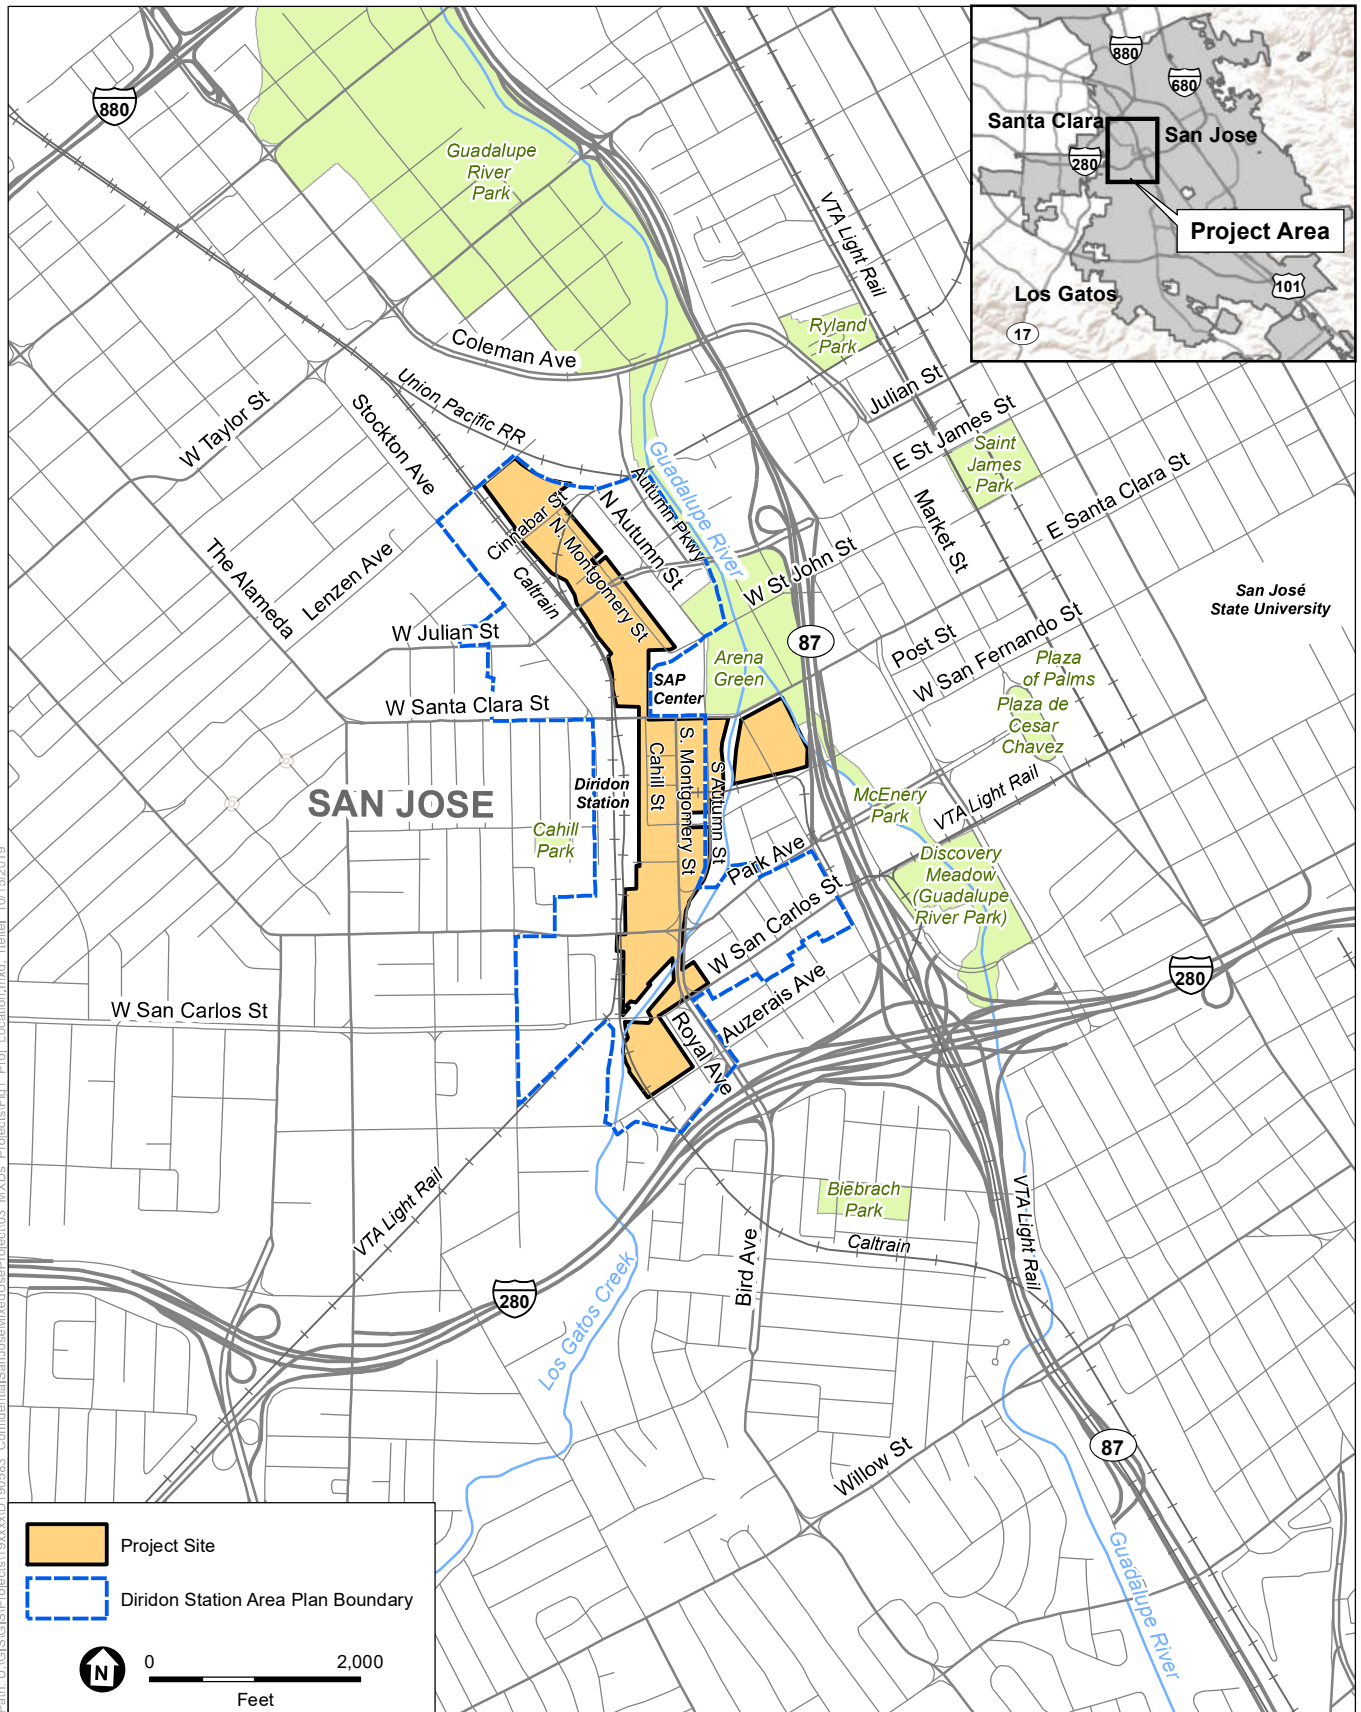 880
Guadalupe
River
Park
880
680
Santa Clara
San Jose
280
Project Area
101
Los Gatos
17
VTA Light Rail
Ryland
Park
Coleman Ave
Julian St
Union Pacific RR
W Taylor St
Stockton Ave
E St James St
Saint
James
Park
Guadalupe River
E Santa Clara St
Autumn Pkwy
N Autumn St
Market St
Cinnabar St
N. Montgomery St
W St John St
The Alameda
Lenzen Ave
Caltrain
San José
State University
W Julian St
87
Post St
W San Fernando St
Arena
Green
SAP
Center
Plaza
of Palms
Plaza de
Cesar
Chavez
W Santa Clara St
Cahill St
S. Montgomery St
S Autumn St
Diridon
Station
SAN JOSE
McEnery
Park
VTA Light Rail
Cahill
Park
Park Ave
Discovery
Meadow
(Guadalupe
River Park)
W San Carlos St
280
Auzerais Ave
W San Carlos St
Royal Ave
VTA Light Rail
Biebrach
Park
VTA Light Rail
Caltrain
Bird Ave
280
Los Gatos Creek
87
Willow St
Guadalupe River
Project Site
Diridon Station Area Plan Boundary
N
0
2,000
Feet